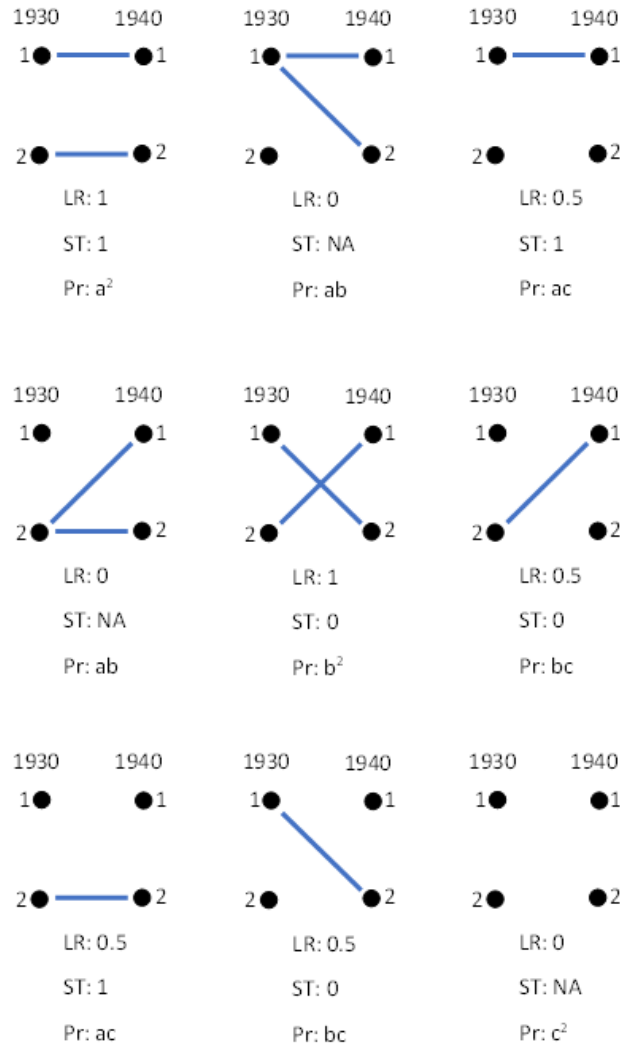 1930 1940
1 1
2 2
LR: 1
ST: 1
Pr: a²
1930 1940
1 1
2 2
LR: 0
ST: NA
Pr: ab
1930 1940
1 1
2 2
LR: 0.5
ST: 1
Pr: ac
1930 1940
1 1
2 2
LR: 0
ST: NA
Pr: ab
1930 1940
1 1
2 2
LR: 1
ST: 0
Pr: b²
1930 1940
1 1
2 2
LR: 0.5
ST: 0
Pr: bc
1930 1940
1 1
2 2
LR: 0.5
ST: 1
Pr: ac
1930 1940
1 1
2 2
LR: 0.5
ST: 0
Pr: bc
1930 1940
1 1
2 2
LR: 0
ST: NA
Pr: c²